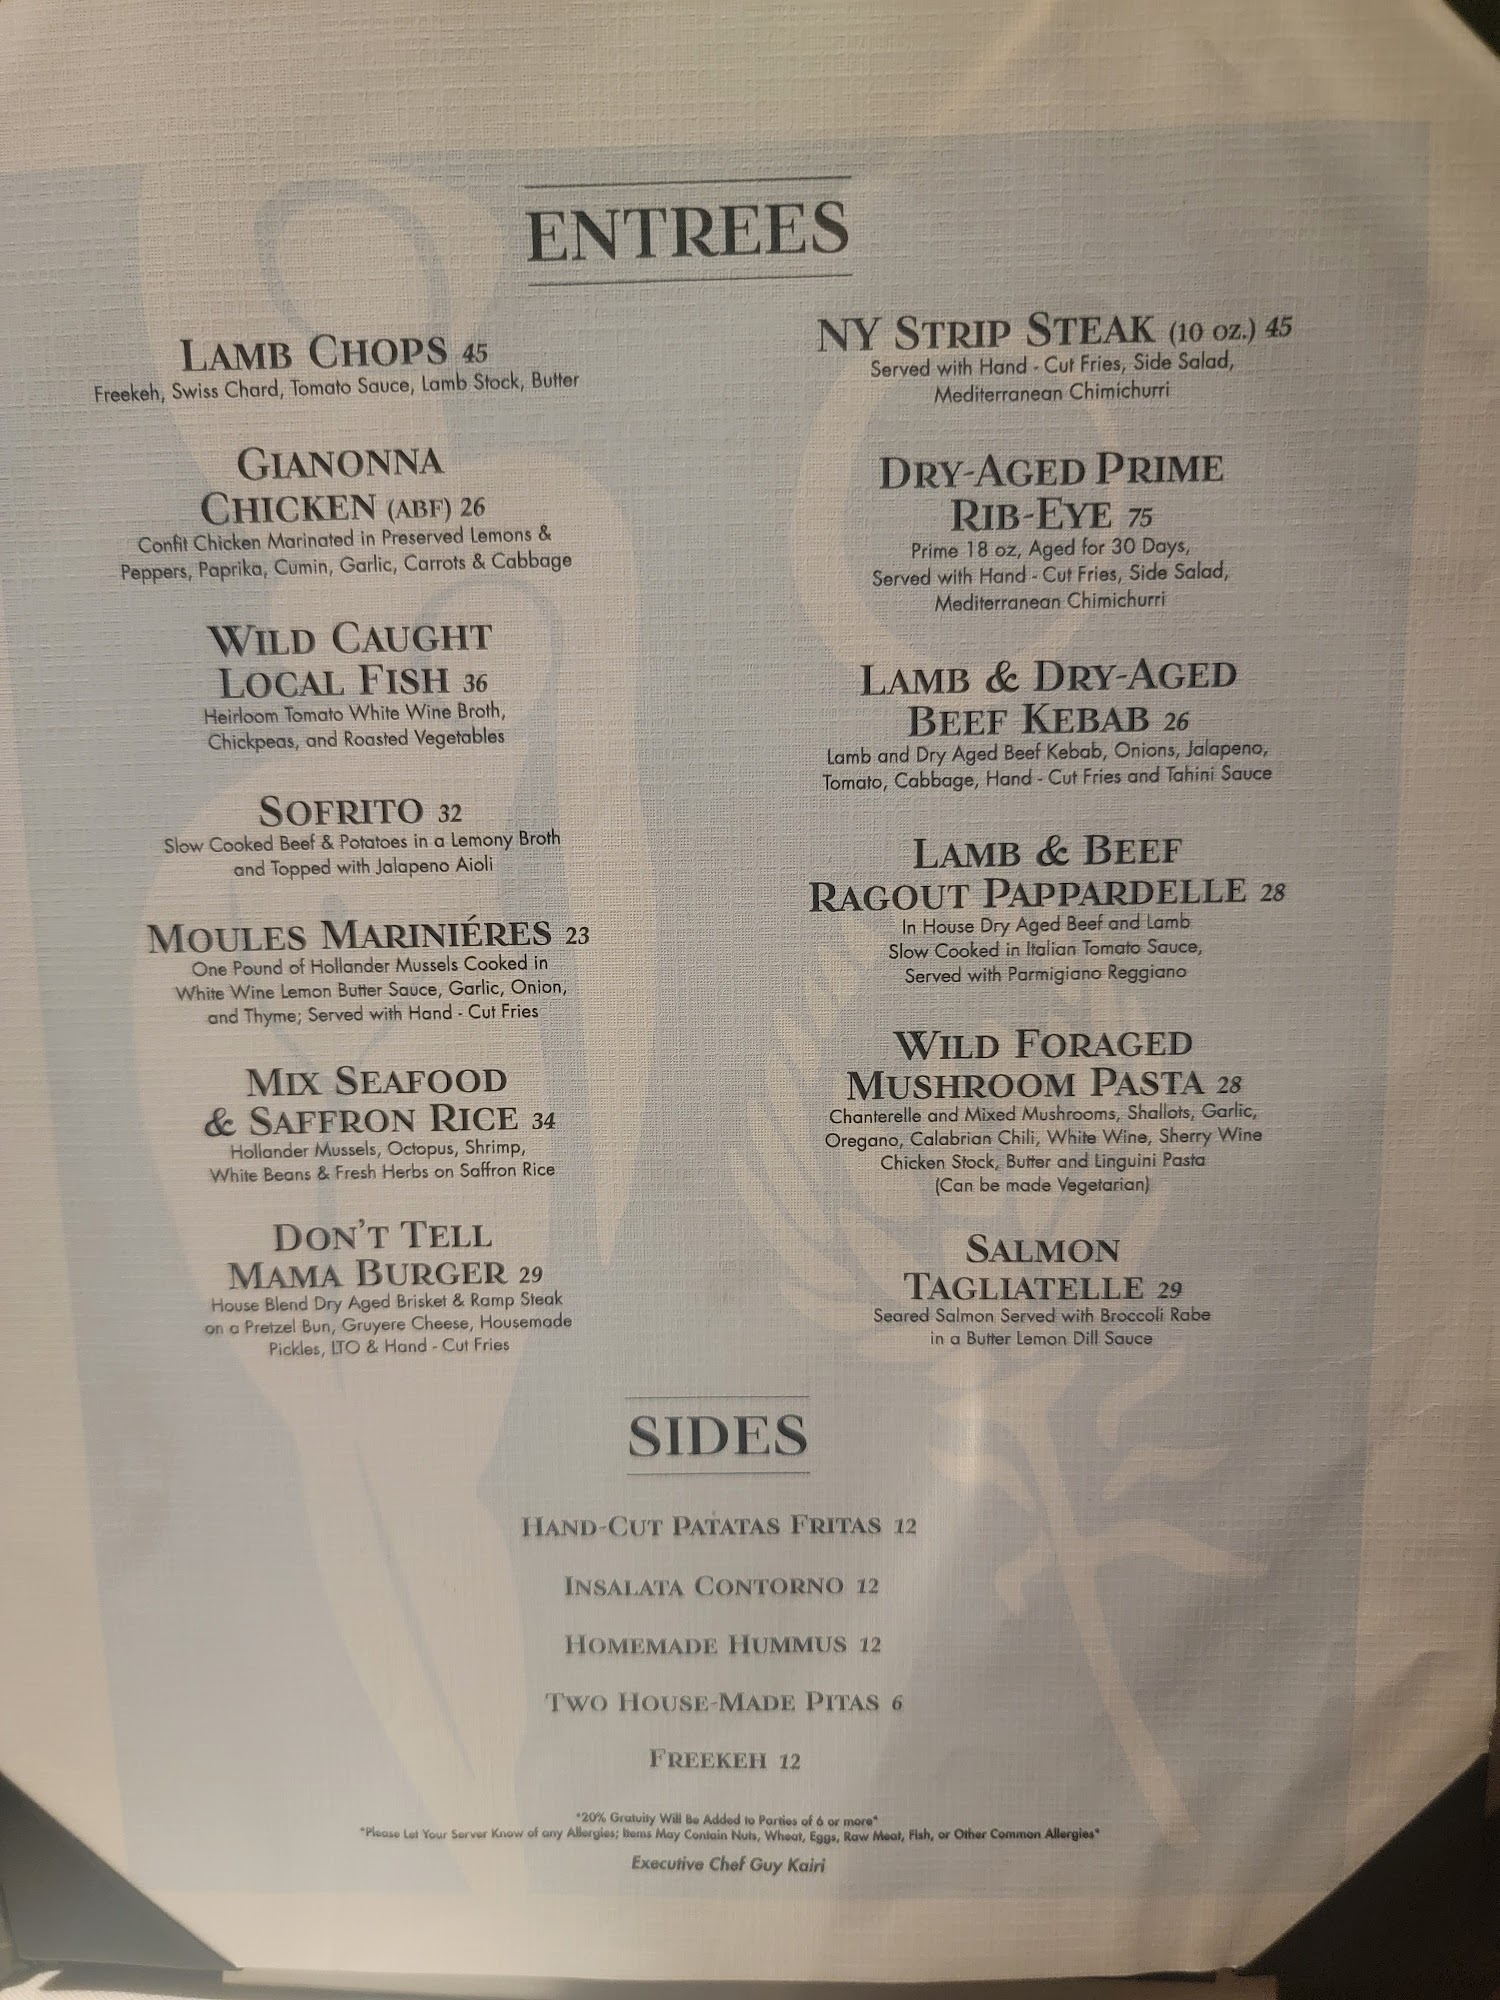 ENTREES
LAMB CHOPS 45
Freekeh, Swiss Chard, Tomato Sauce, Lamb Stock, Butter
GIANONNA
CHICKEN (ABF) 26
Confit Chicken Marinated in Preserved Lemons &
Peppers, Paprika, Cumin, Garlic, Carrots & Cabbage
WILD CAUGHT
LOCAL FISH 36
Heirloom Tomato White Wine Broth,
Chickpeas, and Roasted Vegetables
SOFRITO 32
Slow Cooked Beef & Potatoes in a Lemony Broth
and Topped with Jalapeno Aioli
MOULES MARINIÉRES 23
One Pound of Hollander Mussels Cooked in
White Wine Lemon Butter Sauce, Garlic, Onion,
and Thyme; Served with Hand - Cut Fries
MIX SEAFOOD
& SAFFRON RICE 34
Hollander Mussels, Octopus, Shrimp,
White Beans & Fresh Herbs on Saffron Rice
DON'T TELL
MAMA BURGER 29
House Blend Dry Aged Brisket & Ramp Steak
on a Pretzel Bun, Gruyere Cheese, Housemade
Pickles, LTO & Hand - Cut Fries
NY STRIP STEAK (10 OZ.) 45
Served with Hand - Cut Fries, Side Salad,
Mediterranean Chimichurri
DRY-AGED PRIME
RIB-EYE 75
Prime 18 oz, Aged for 30 Days,
Served with Hand - Cut Fries, Side Salad,
Mediterranean Chimichurri
LAMB & DRY-AGED
BEEF KEBAB 26
Lamb and Dry Aged Beef Kebab, Onions, Jalapeno,
Tomato, Cabbage, Hand - Cut Fries and Tahini Sauce
LAMB & BEEF
RAGOUT PAPPARDELLE 28
In House Dry Aged Beef and Lamb
Slow Cooked in Italian Tomato Sauce,
Served with Parmigiano Reggiano
WILD FORAGED
MUSHROOM PASTA 28
Chanterelle and Mixed Mushrooms, Shallots, Garlic,
Oregano, Calabrian Chili, White Wine, Sherry Wine
Chicken Stock, Butter and Linguini Pasta
(Can be made Vegetarian)
SALMON
TAGLIATELLE 29
Seared Salmon Served with Broccoli Rabe
in a Butter Lemon Dill Sauce
SIDES
HAND-CUT PATATAS FRITAS 12
INSALATA CONTORNO 12
HOMEMADE HUMMUS 12
TWO HOUSE-MADE PITAS 6
FREEKEH 12
*20% Gratuity Will Be Added to Parties of 6 or more*
*Please Let Your Server Know of any Allergies; Items May Contain Nuts, Wheat, Eggs, Raw Meat, Fish, or Other Common Allergies*
Executive Chef Guy Kairi